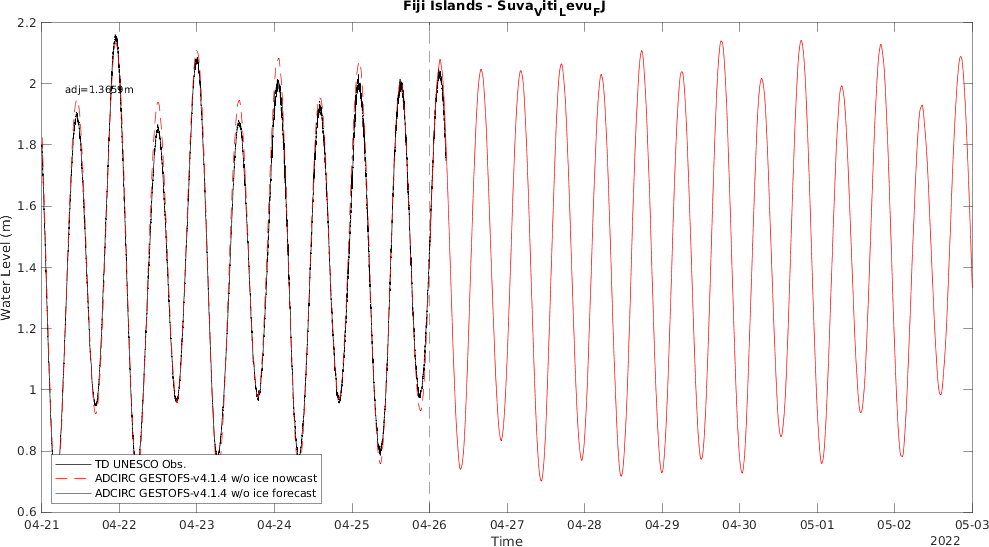 Fiji Islands - SuvaVitiLevuFJ
2.2
2
1.8
1.6
1.4
1.2
1
0.8
0.6
Water Level (m)
adj=1.3659m
TD UNESCO Obs.
ADCIRC GESTOFS-v4.1.4 w/o ice nowcast
ADCIRC GESTOFS-v4.1.4 w/o ice forecast
04-21 04-22 04-23 04-24 04-25 04-26 04-27 04-28 04-29 04-30 05-01 05-02 05-03
Time
2022